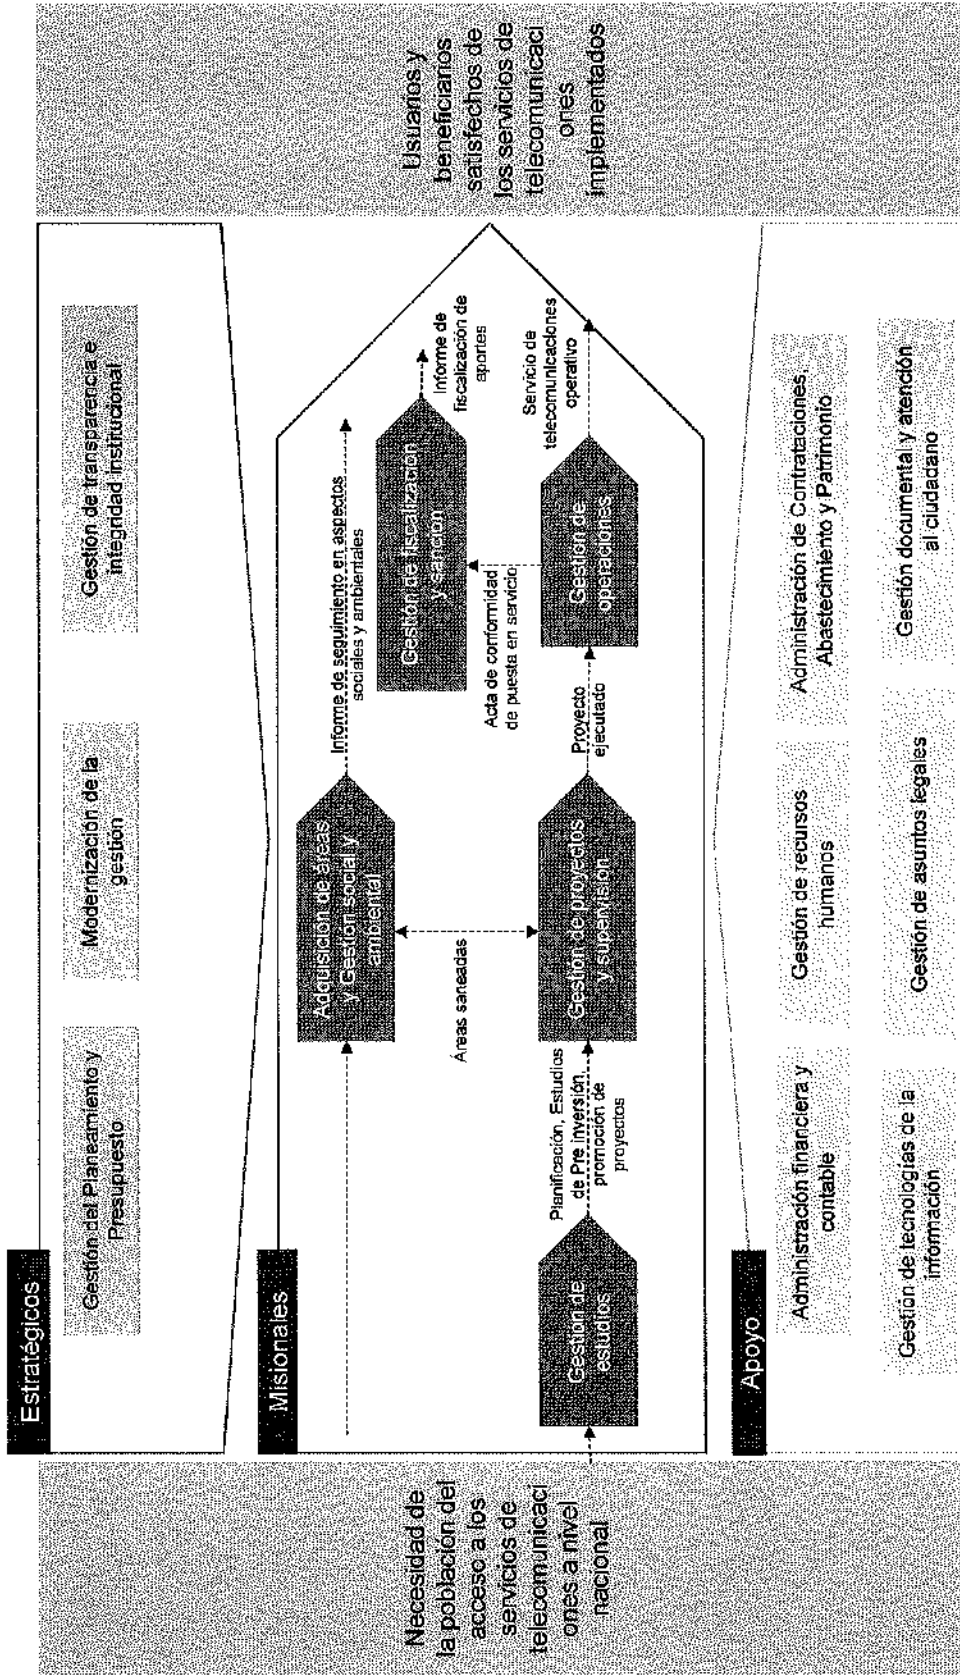 Estratégicos
Gestión del Planeamiento y
Presupuesto
Modernización de la
gestión
Gestión de transparencia e
integridad institucional
Necesidad de
la población del
acceso a los
servicios de
telecomunicaci
ones a nivel
nacional
Misionales
Adquisición de áreas
y Gestión social y
ambiental
Informe de seguimiento en aspectos
sociales y ambientales
Áreas saneadas
Gestión de fiscalización
y sanción
Informe de
fiscalización de
aportes
Acta de conformidad
de puesta en servicio
Gestión de
estudios
Planificación, Estudios
de Pre inversión,
promoción de
proyectos
Gestión de proyectos
y supervisión
Proyecto
ejecutado
Gestión de
operaciones
Servicio de
telecomunicaciones
operativo
Usuarios y
beneficiarios
satisfechos de
los servicios de
telecomunicaci
ones
implementados
Apoyo
Administración financiera y
contable
Gestión de recursos
humanos
Administración de Contrataciones,
Abastecimiento y Patrimonio
Gestión de tecnologías de la
información
Gestión de asuntos legales
Gestión documental y atención
al ciudadano